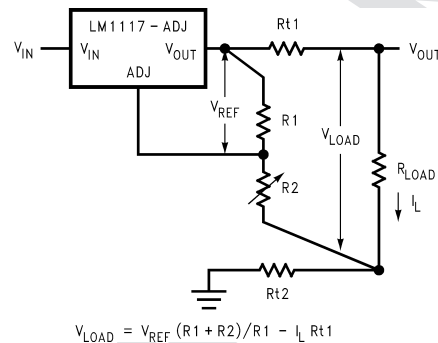 LM1117-ADJ
Rt1
V_IN
V_IN
V_OUT
V_OUT
ADJ
V_REF
R1
V_LOAD
R2
R_LOAD
I_L
Rt2
V_LOAD = V_REF (R1 + R2)/R1 - I_L Rt1